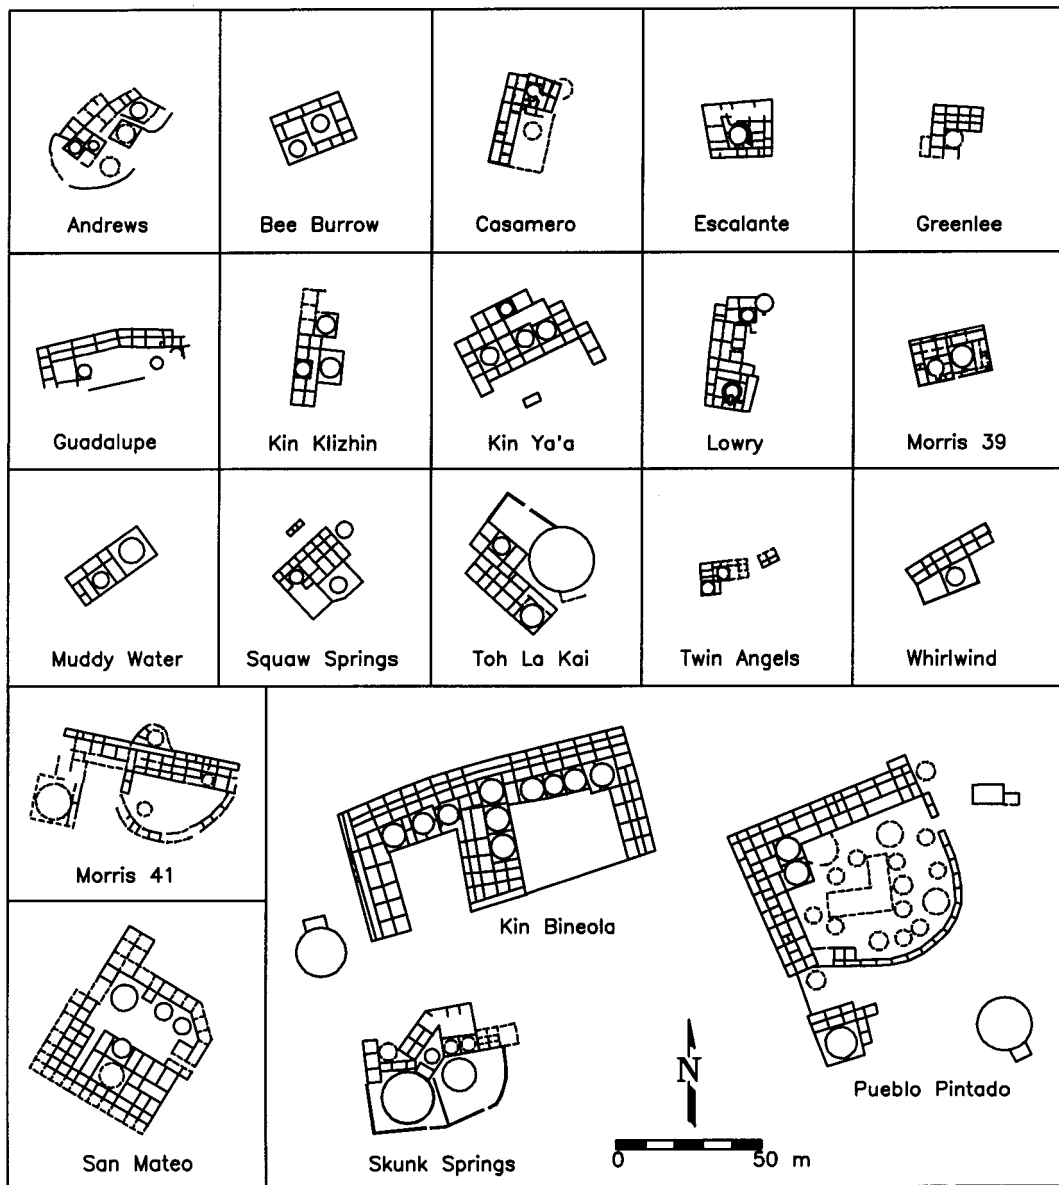 Andrews
Bee Burrow
Casamero
Escalante
Greenlee
Guadalupe
Kin Klizhin
Kin Ya'a
Lowry
Morris 39
Muddy Water
Squaw Springs
Toh La Kai
Twin Angels
Whirlwind
Morris 41
Kin Bineola
San Mateo
Skunk Springs
N
0 50 m
Pueblo Pintado